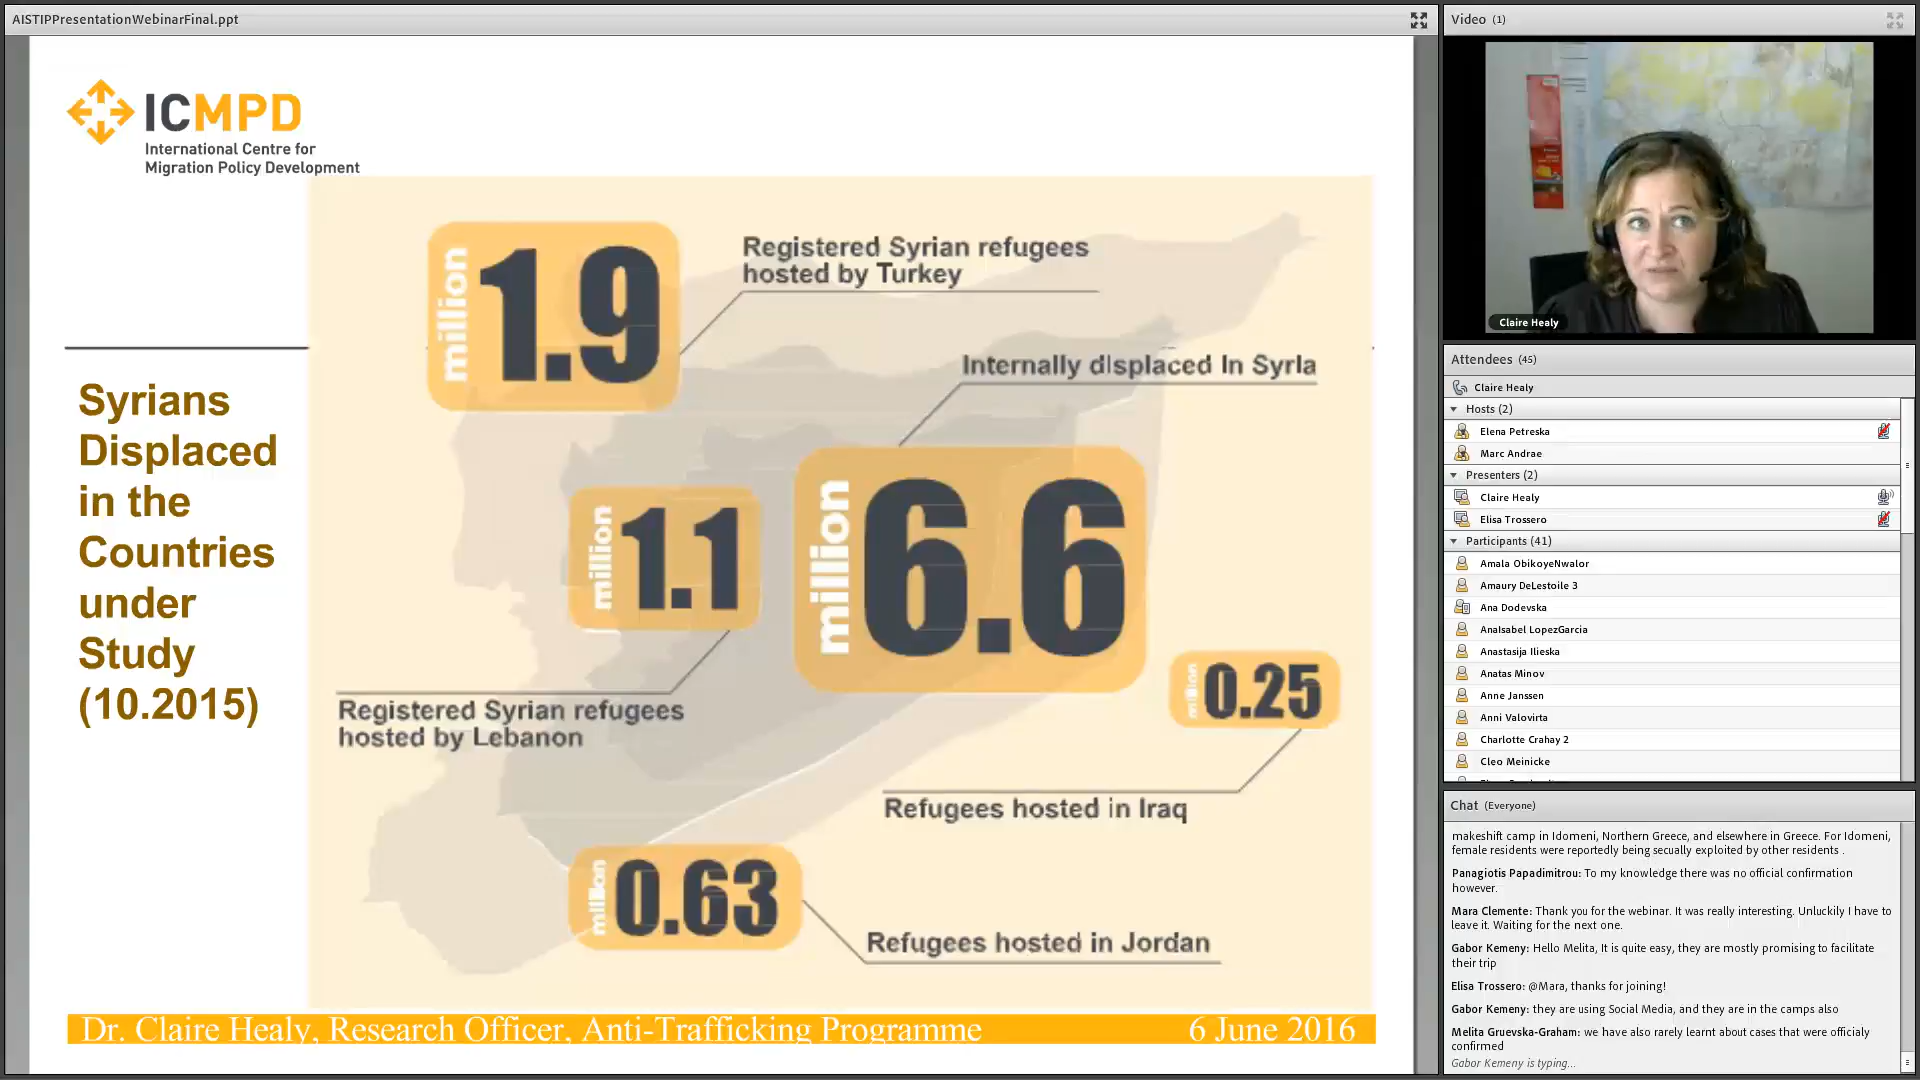 AISTIPPresentationWebinarFinal.ppt
ICMPD
International Centre for
Migration Policy Development
Syrians
Displaced
in the
Countries
under
Study
(10.2015)
million
1.9
Registered Syrian refugees
hosted by Turkey
Internally displaced In Syria
million
6.6
million
1.1
Registered Syrian refugees
hosted by Lebanon
million
0.25
Refugees hosted in Iraq
million
0.63
Refugees hosted in Jordan
Dr. Claire Healy, Research Officer, Anti-Trafficking Programme
6 June 2016
Video (1)
Claire Healy
Attendees (45)
Claire Healy
Hosts (2)
Elena Petreska
Marc Andrae
Presenters (2)
Claire Healy
Elisa Trossero
Participants (41)
Amala ObikoyeNwalor
Amaury DeLestoile 3
Ana Dodevska
AnaIsabel LopezGarcia
Anastasija Ilieska
Anatas Minov
Anne Janssen
Anni Valovirta
Charlotte Crahay 2
Cleo Meinicke
Chat (Everyone)
makeshift camp in Idomeni, Northern Greece, and elsewhere in Greece. For Idomeni,
female residents were reportedly being secually exploited by other residents .
Panagiotis Papadimitrou: To my knowledge there was no official confirmation
however.
Mara Clemente: Thank you for the webinar. It was really interesting. Unluckily I have to
leave it. Waiting for the next one.
Gabor Kemeny: Hello Melita, It is quite easy, they are mostly promising to facilitate
their trip
Elisa Trossero: @Mara, thanks for joining!
Gabor Kemeny: they are using Social Media, and they are in the camps also
Melita Gruevska-Graham: we have also rarely learnt about cases that were officialy
confirmed
Gabor Kemeny is typing...